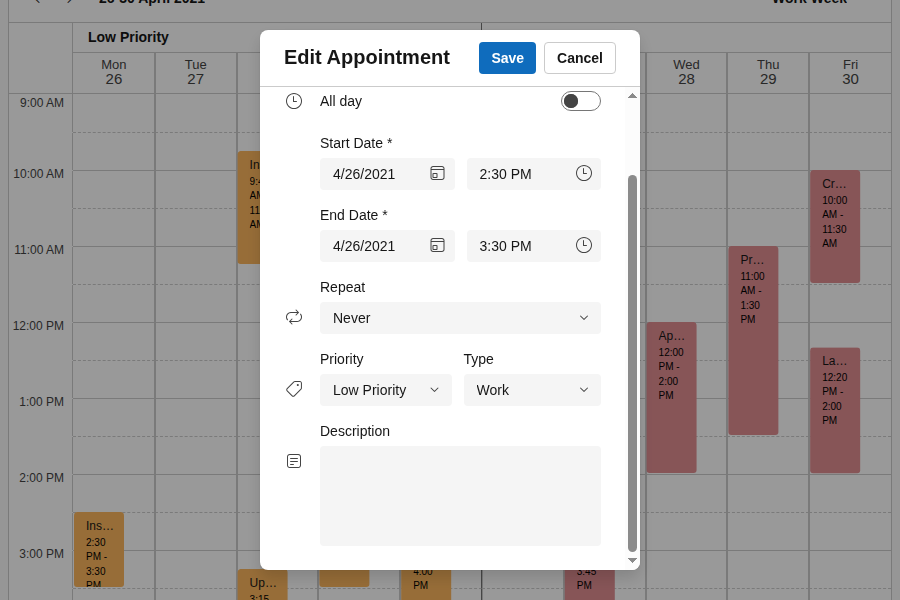 Low Priority
Mon
26
Tue
27
Wed
28
Thu
29
Fri
30
9:00 AM
10:00 AM
11:00 AM
12:00 PM
1:00 PM
2:00 PM
3:00 PM
Edit Appointment
Save
Cancel
All day
Start Date *
4/26/2021
2:30 PM
End Date *
4/26/2021
3:30 PM
Repeat
Never
Priority
Type
Low Priority
Work
Description
Ins…
2:30
PM -
3:30
PM
Up…
3:15
4:00
PM
3:45
PM
Ap…
12:00
PM -
2:00
PM
Pr…
11:00
AM -
1:30
PM
Cr…
10:00
AM -
11:30
AM
La…
12:20
PM -
2:00
PM